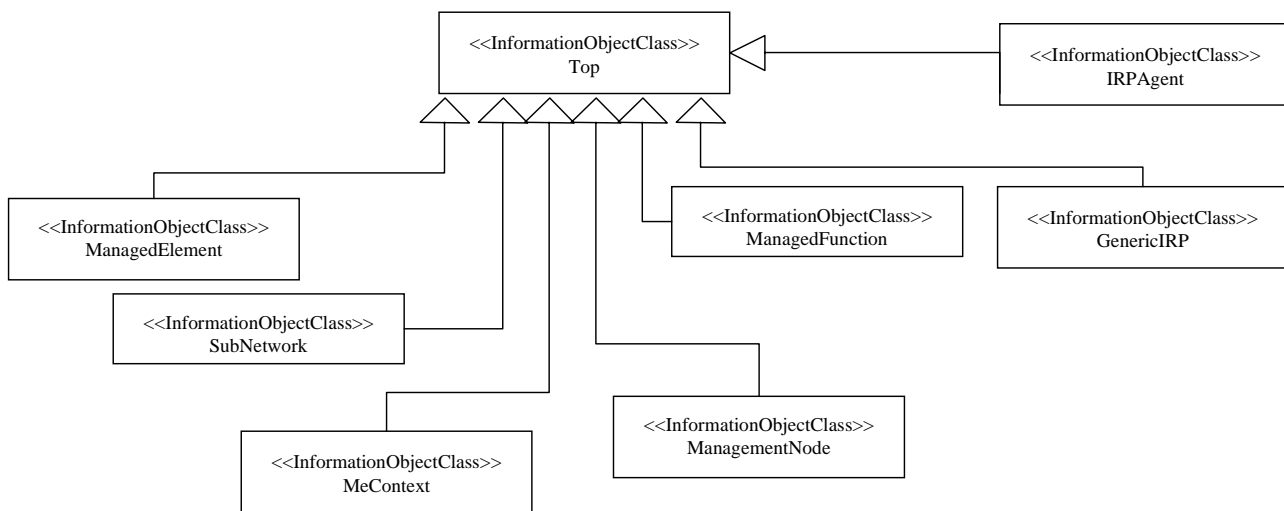 <<InformationObjectClass>>
Top
<<InformationObjectClass>>
IRPAgent
<<InformationObjectClass>>
ManagedElement
<<InformationObjectClass>>
ManagedFunction
<<InformationObjectClass>>
GenericIRP
<<InformationObjectClass>>
SubNetwork
<<InformationObjectClass>>
ManagementNode
<<InformationObjectClass>>
MeContext